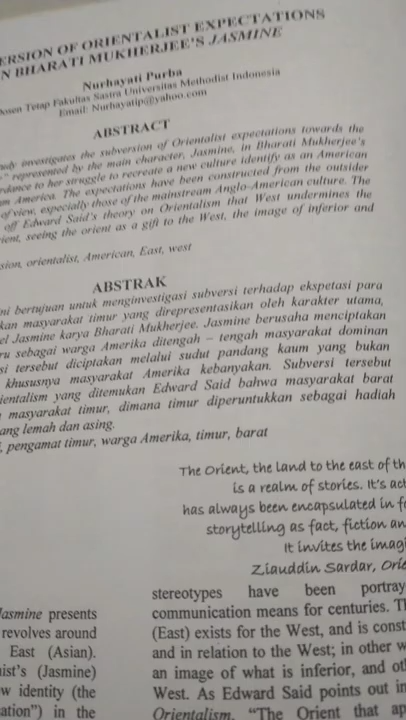 ERSION OF ORIENTALIST EXPECTATIONS
N BHARATI MUKHERJEE'S JASMINE
Nurhayati Purba
Dosen Tetap Fakultas Sastra Universitas Methodist Indonesia
Email: Nurhayatip@yahoo.com
ABSTRACT
udy investigates the subversion of Orientalist expectations towards the
" represented by the main character, Jasmine, in Bharati Mukherjee's
rdance to her struggle to recreate a new culture identify as an American
am America. The expectations have been constructed from the outsider
of view, especially those of the mainstream Anglo-American culture. The
off Edward Said's theory on Orientalism that West undermines the
rient, seeing the orient as a gift to the West, the image of inferior and
sion, orientalist, American, East, west
ABSTRAK
ni bertujuan untuk menginvestigasi subversi terhadap ekspetasi para
kan masyarakat timur yang direpresentasikan oleh karakter utama,
el Jasmine karya Bharati Mukherjee. Jasmine berusaha menciptakan
ru sebagai warga Amerika ditengah – tengah masyarakat dominan
si tersebut diciptakan melalui sudut pandang kaum yang bukan
khususnya masyarakat Amerika kebanyakan. Subversi tersebut
ientalism yang ditemukan Edward Said bahwa masyarakat barat
masyarakat timur, dimana timur diperuntukkan sebagai hadiah
ang lemah dan asing.
, pengamat timur, warga Amerika, timur, barat
The Orient, the land to the east of th
is a realm of stories. It's act
has always been encapsulated in fo
storytelling as fact, fiction an
It invites the imagi
Ziauddin Sardar, Orie
Jasmine presents
revolves around
East (Asian).
ist's (Jasmine)
w identity (the
ation") in the
stereotypes have been portray
communication means for centuries. Th
(East) exists for the West, and is const
and in relation to the West; in other w
an image of what is inferior, and oth
West. As Edward Said points out in
Orientalism, "The Orient that ap